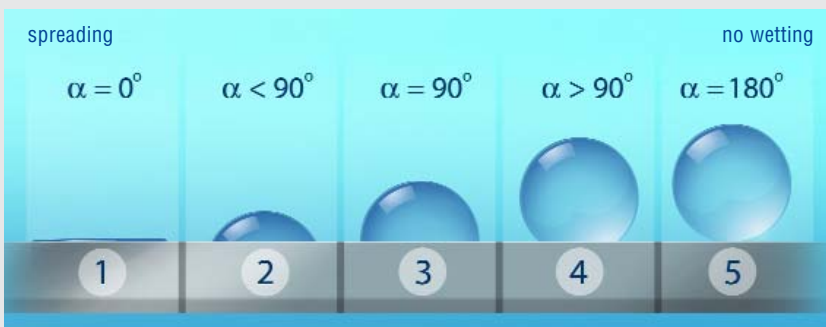 spreading
no wetting
α = 0°
α < 90°
α = 90°
α > 90°
α = 180°
1
2
3
4
5